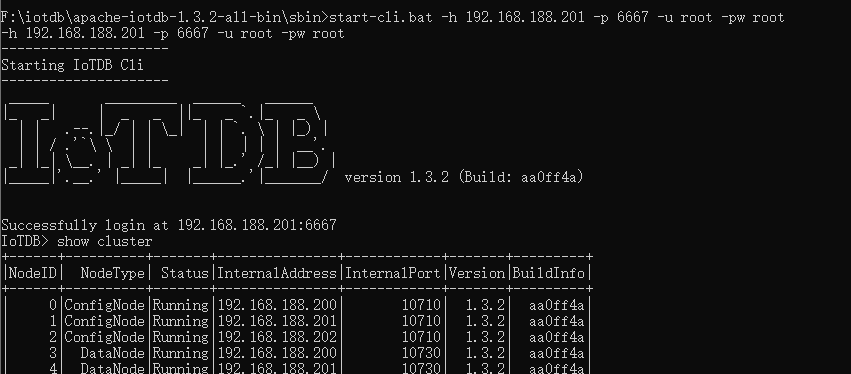 F:\iotdb\apache-iotdb-1.3.2-all-bin\sbin>start-cli.bat -h 192.168.188.201 -p 6667 -u root -pw root
-h 192.168.188.201 -p 6667 -u root -pw root
---------------------
Starting IoTDB Cli
---------------------
IoTDB version 1.3.2 (Build: aa0ff4a)
Successfully login at 192.168.188.201:6667
IoTDB> show cluster
|NodeID| NodeType| Status|InternalAddress|InternalPort|Version|BuildInfo|
| 0|ConfigNode|Running|192.168.188.200| 10710| 1.3.2| aa0ff4a|
| 1|ConfigNode|Running|192.168.188.201| 10710| 1.3.2| aa0ff4a|
| 2|ConfigNode|Running|192.168.188.202| 10710| 1.3.2| aa0ff4a|
| 3| DataNode|Running|192.168.188.200| 10730| 1.3.2| aa0ff4a|
| 4| DataNode|Running|192.168.188.201| 10730| 1.3.2| aa0ff4a|